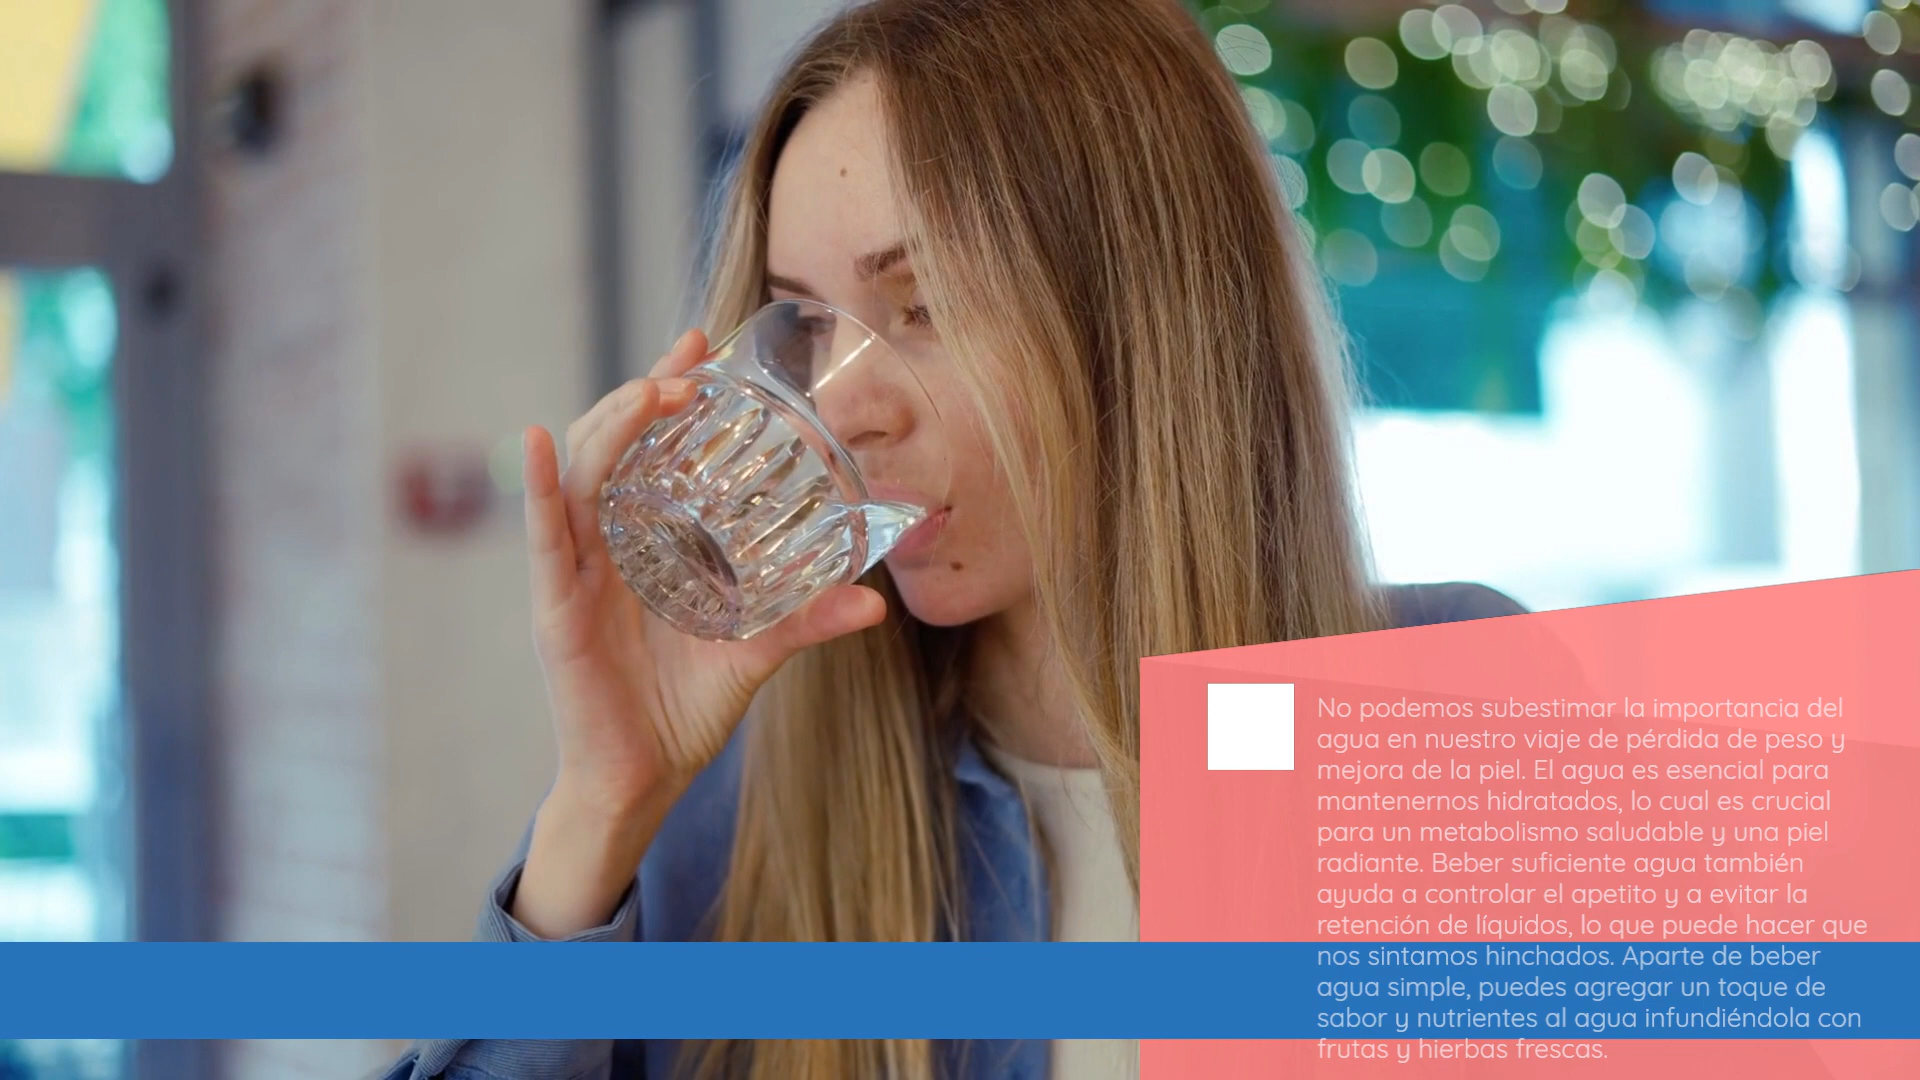 No podemos subestimar la importancia del
agua en nuestro viaje de pérdida de peso y
mejora de la piel. El agua es esencial para
mantenernos hidratados, lo cual es crucial
para un metabolismo saludable y una piel
radiante. Beber suficiente agua también
ayuda a controlar el apetito y a evitar la
retención de líquidos, lo que puede hacer que
nos sintamos hinchados. Aparte de beber
agua simple, puedes agregar un toque de
sabor y nutrientes al agua infundiéndola con
frutas y hierbas frescas.